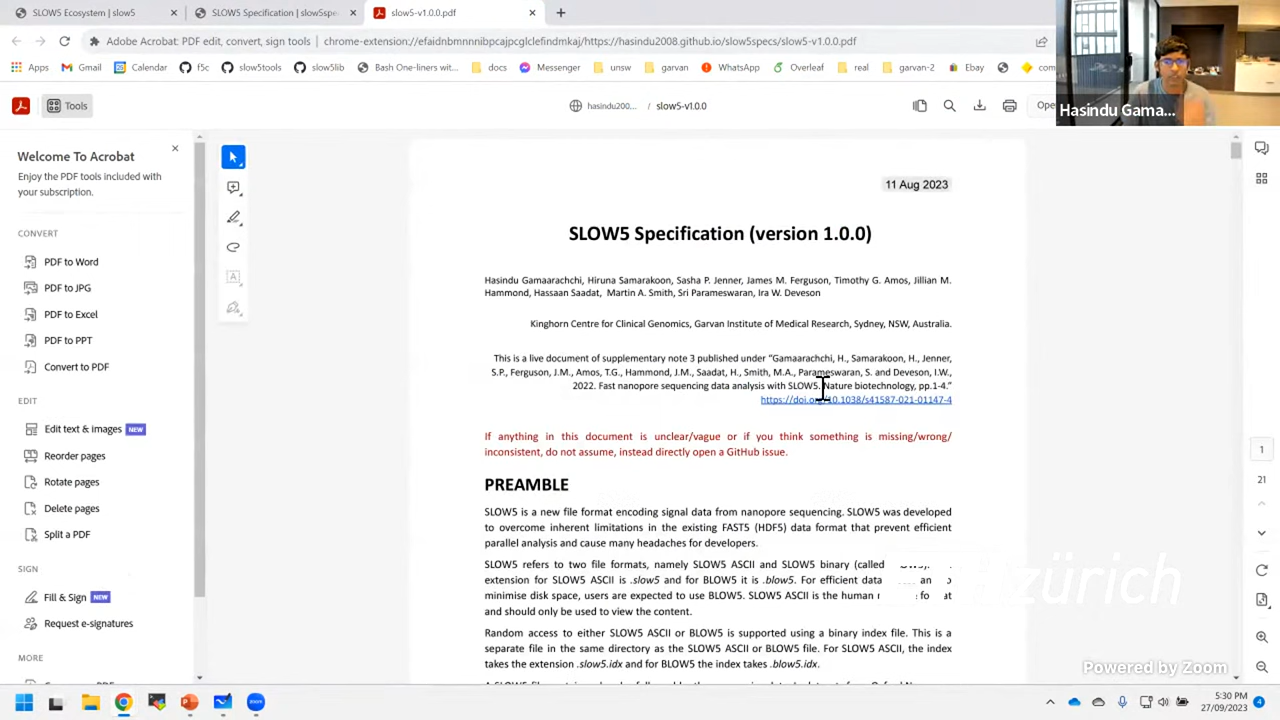 SLOW5 Ecosystem | slow5
SLOW5 Specification | slow5spe
slow5-v1.0.0.pdf
Adobe Acrobat: PDF edit, convert, sign tools | chrome-extension://efaidnbmnnnibpcajpcglclefindmkaj/https://hasindu2008.github.io/slow5specs/slow5-v1.0.0.pdf
Apps Gmail Calendar f5c slow5tools slow5lib Bash One-liners with docs Messenger unsw garvan WhatsApp Overleaf real garvan-2 Ebay com
Hasindu Gama...
Tools
hasindu200... / slow5-v1.0.0
Ope
Welcome To Acrobat
Enjoy the PDF tools included with
your subscription.
CONVERT
PDF to Word
PDF to JPG
PDF to Excel
PDF to PPT
Convert to PDF
EDIT
Edit text & images NEW
Reorder pages
Rotate pages
Delete pages
Split a PDF
SIGN
Fill & Sign NEW
Request e-signatures
MORE
11 Aug 2023
SLOW5 Specification (version 1.0.0)
Hasindu Gamaarachchi, Hiruna Samarakoon, Sasha P. Jenner, James M. Ferguson, Timothy G. Amos, Jillian M.
Hammond, Hassaan Saadat, Martin A. Smith, Sri Parameswaran, Ira W. Deveson
Kinghorn Centre for Clinical Genomics, Garvan Institute of Medical Research, Sydney, NSW, Australia.
This is a live document of supplementary note 3 published under “Gamaarachchi, H., Samarakoon, H., Jenner,
S.P., Ferguson, J.M., Amos, T.G., Hammond, J.M., Saadat, H., Smith, M.A., Parameswaran, S. and Deveson, I.W.,
2022. Fast nanopore sequencing data analysis with SLOW5. Nature biotechnology, pp.1-4.”
https://doi.org/10.1038/s41587-021-01147-4
If anything in this document is unclear/vague or if you think something is missing/wrong/
inconsistent, do not assume, instead directly open a GitHub issue.
PREAMBLE
SLOW5 is a new file format encoding signal data from nanopore sequencing. SLOW5 was developed
to overcome inherent limitations in the existing FAST5 (HDF5) data format that prevent efficient
parallel analysis and cause many headaches for developers.
SLOW5 refers to two file formats, namely SLOW5 ASCII and SLOW5 binary (called
extension for SLOW5 ASCII is .slow5 and for BLOW5 it is .blow5. For efficient data
minimise disk space, users are expected to use BLOW5. SLOW5 ASCII is the human
and should only be used to view the content.
Random access to either SLOW5 ASCII or BLOW5 is supported using a binary index file. This is a
separate file in the same directory as the SLOW5 ASCII or BLOW5 file. For SLOW5 ASCII, the index
takes the extension .slow5.idx and for BLOW5 the index takes .blow5.idx.
1
21
zürich
Powered by Zoom
5:30 PM
27/09/2023
4